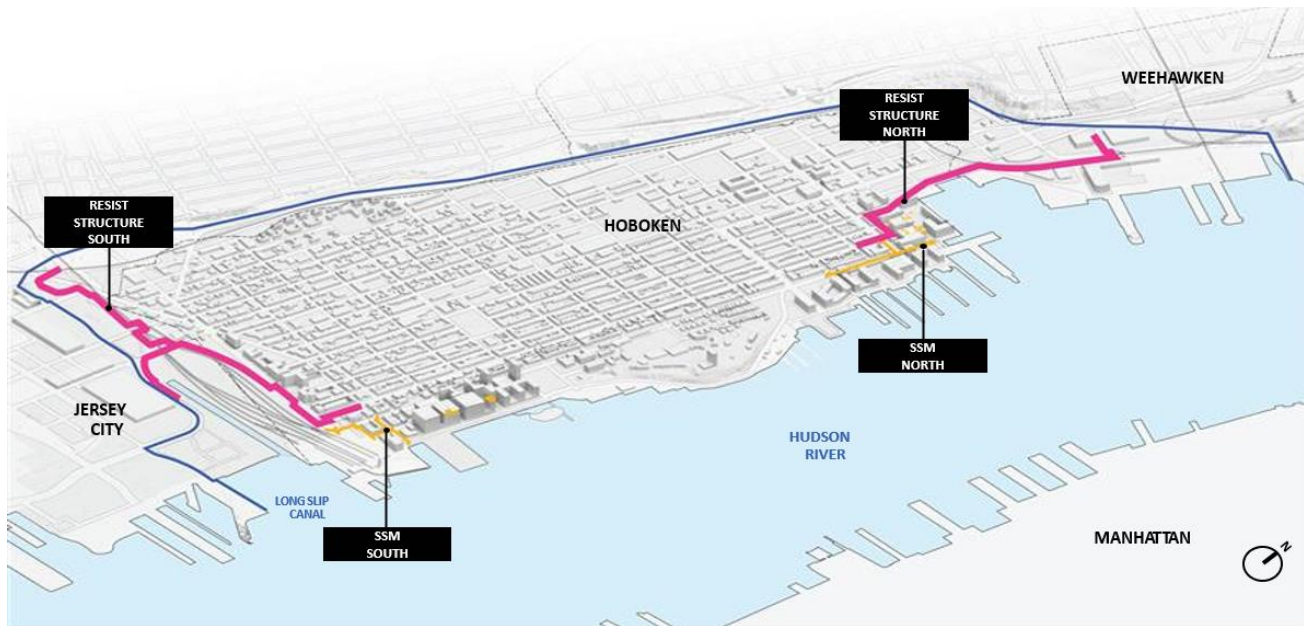 WEEHAWKEN
RESIST
STRUCTURE
NORTH
RESIST
STRUCTURE
SOUTH
HOBOKEN
SSM
NORTH
JERSEY
CITY
HUDSON
RIVER
LONG SLIP
CANAL
SSM
SOUTH
MANHATTAN
N